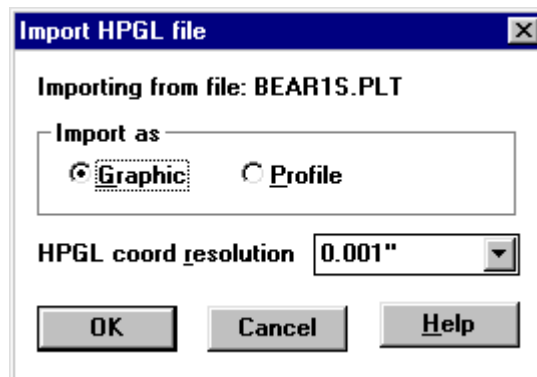 Import HPGL file
Importing from file: BEAR1S.PLT
Import as
Graphic Profile
HPGL coord resolution 0.001"
OK Cancel Help